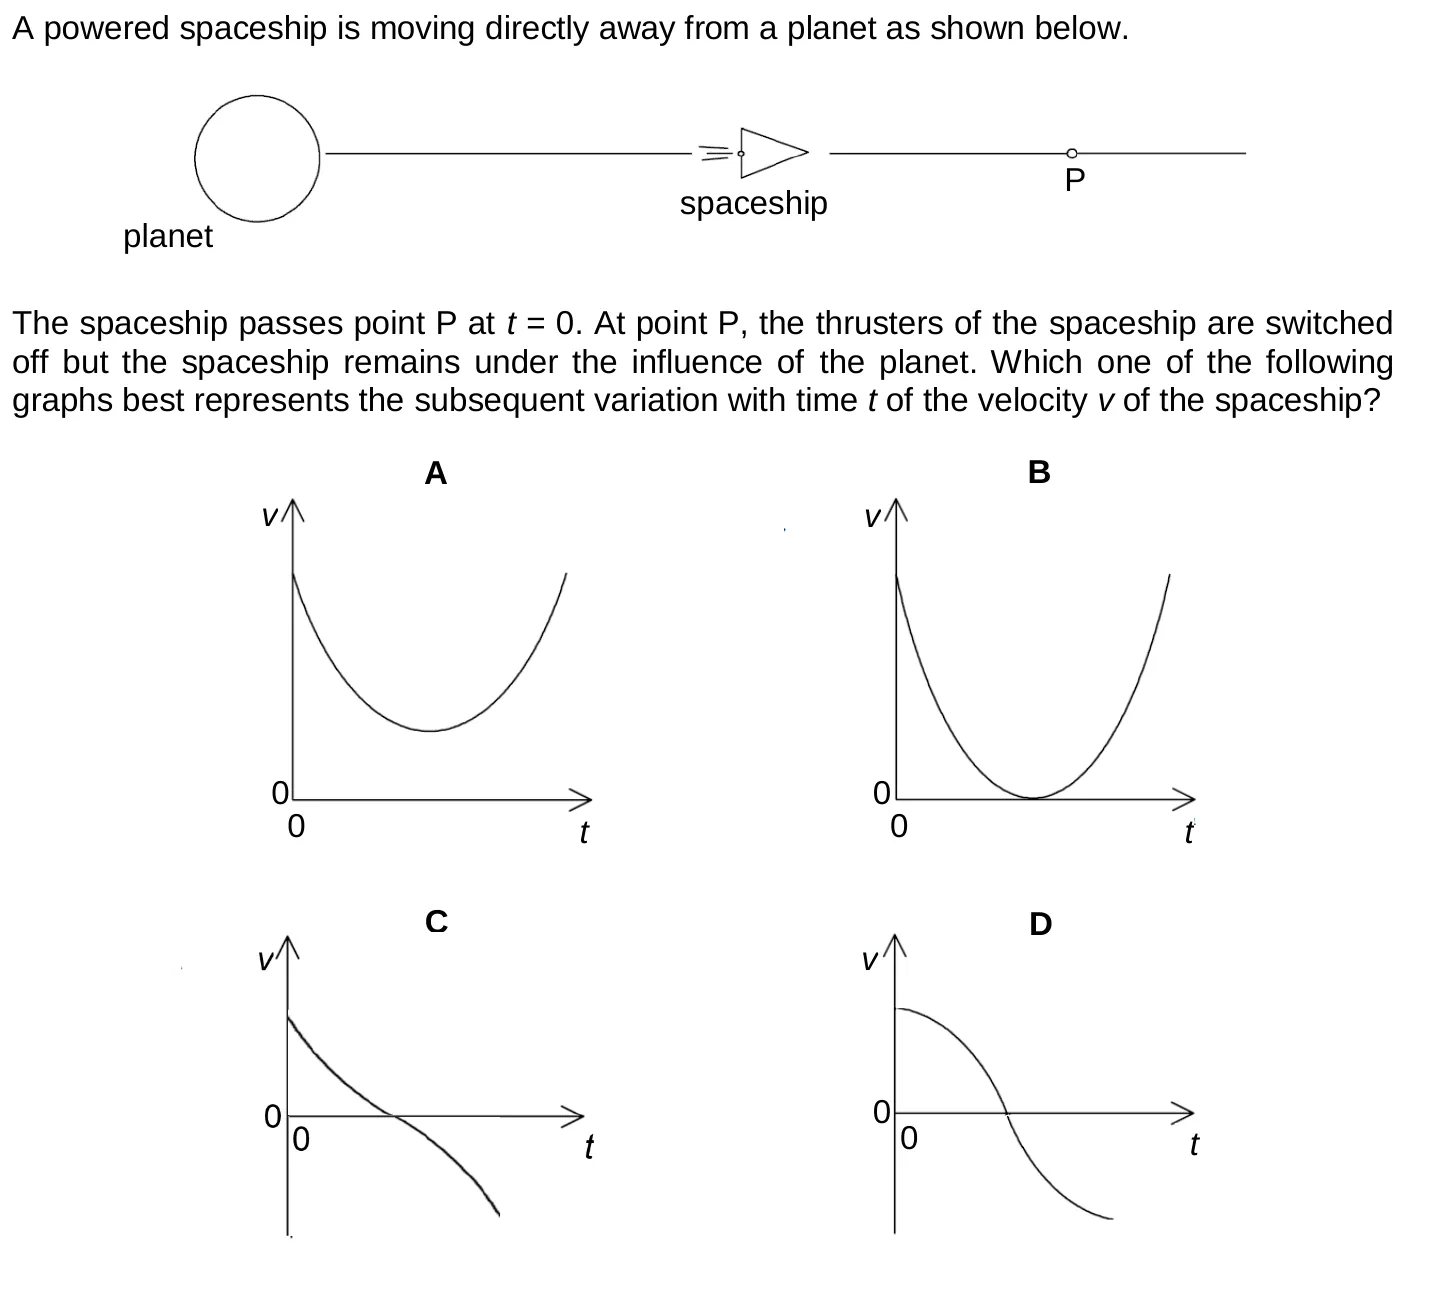 A powered spaceship is moving directly away from a planet as shown below.
P
spaceship
planet
The spaceship passes point P at t = 0. At point P, the thrusters of the spaceship are switched
off but the spaceship remains under the influence of the planet. Which one of the following
graphs best represents the subsequent variation with time t of the velocity v of the spaceship?
A
B
v
v
0
0
0
t
0
t
C
D
v
v
0
0
0
t
0
t